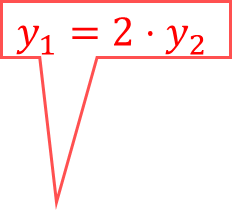 y₁ = 2 · y₂